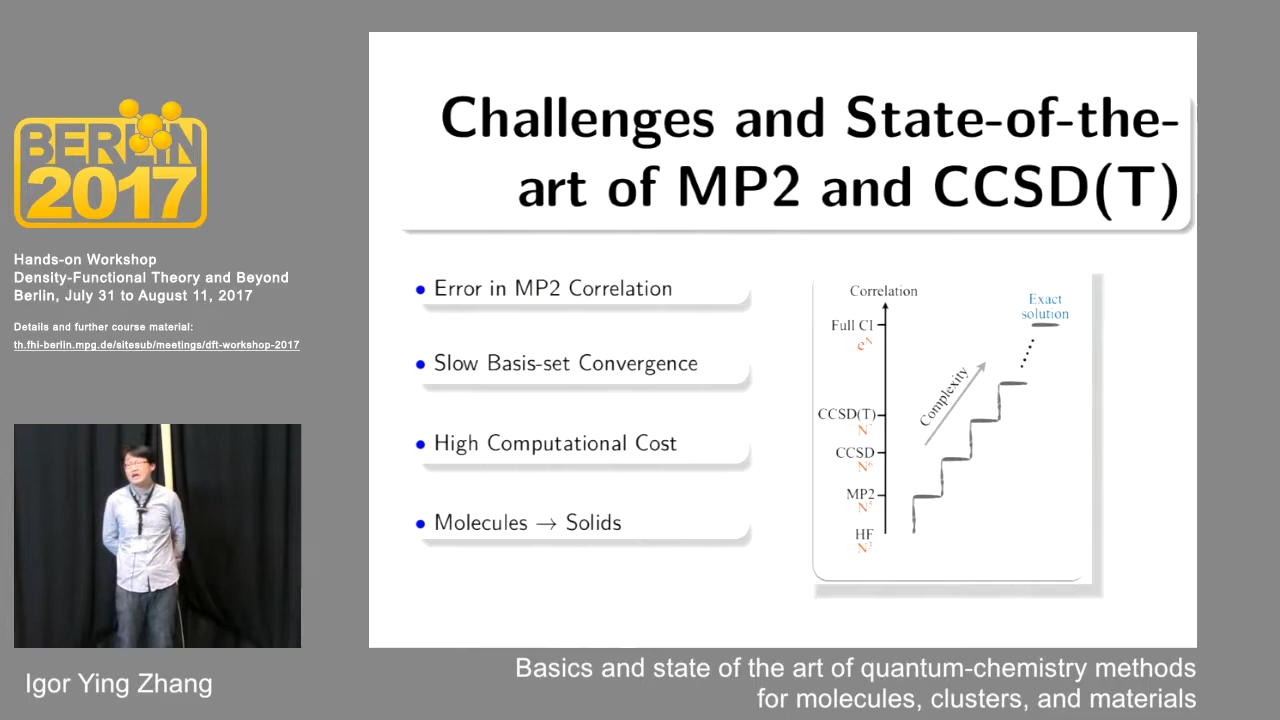 BERLIN
2017
Hands-on Workshop
Density-Functional Theory and Beyond
Berlin, July 31 to August 11, 2017
Details and further course material:
th.fhi-berlin.mpg.de/sitesub/meetings/dft-workshop-2017
Challenges and State-of-the-
art of MP2 and CCSD(T)
• Error in MP2 Correlation
• Slow Basis-set Convergence
• High Computational Cost
• Molecules → Solids
Correlation
Exact
solution
Full CI
e^N
Complexity
CCSD(T)
CCSD
N⁶
MP2
N⁵
HF
N³
Igor Ying Zhang
Basics and state of the art of quantum-chemistry methods
for molecules, clusters, and materials